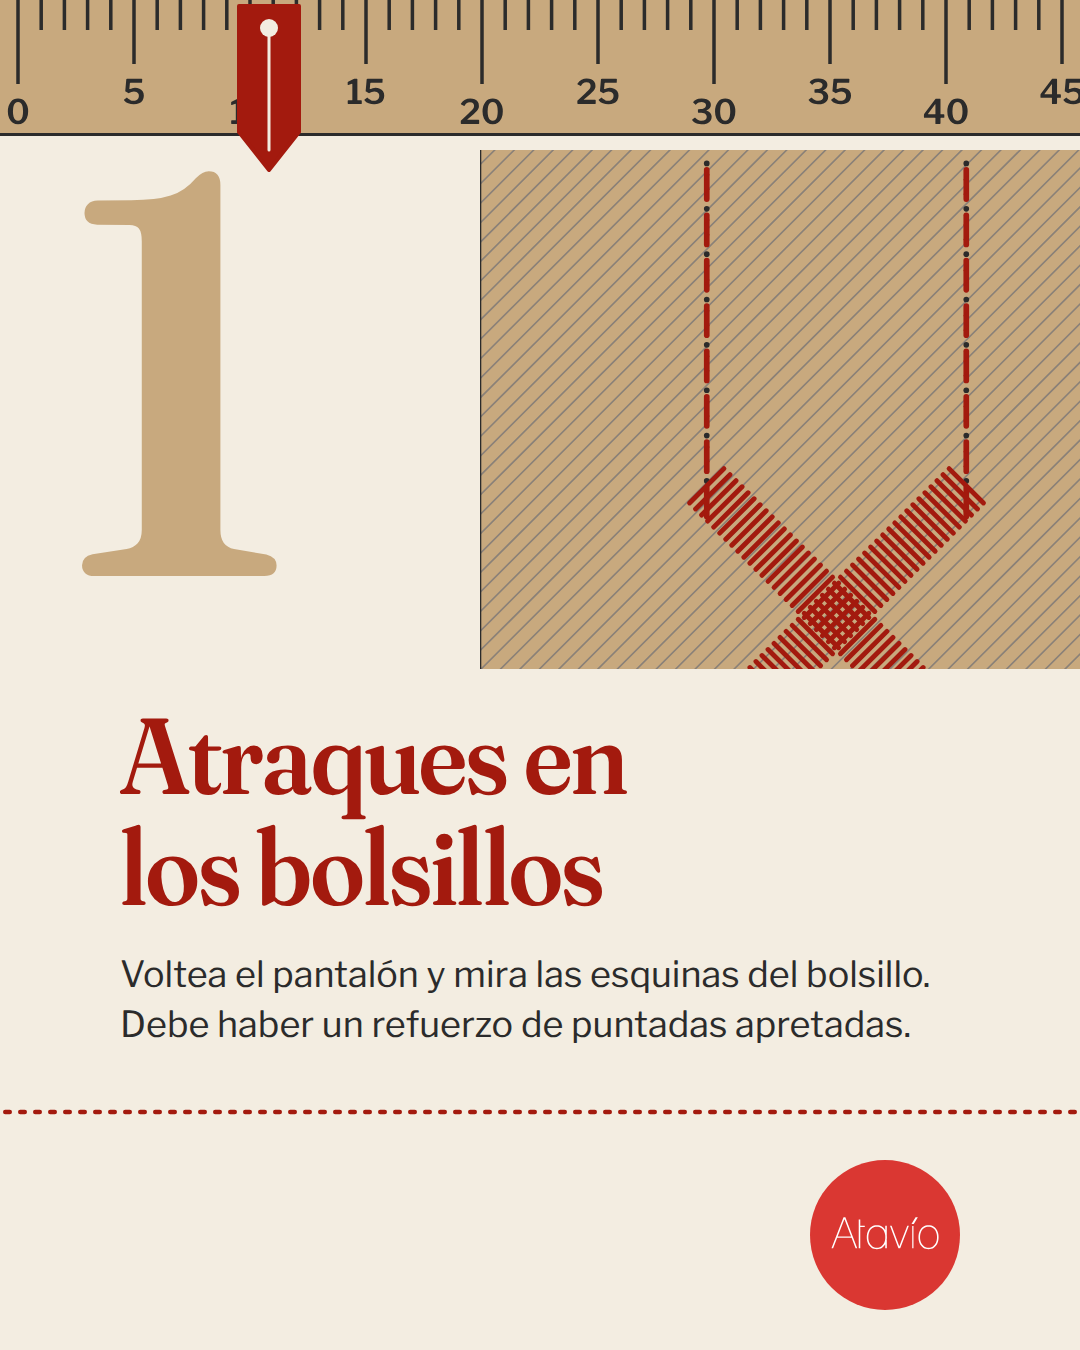 0 5 15 20 25 30 35 40 45
1
Atraques en
los bolsillos
Voltea el pantalón y mira las esquinas del bolsillo.
Debe haber un refuerzo de puntadas apretadas.
Atavío